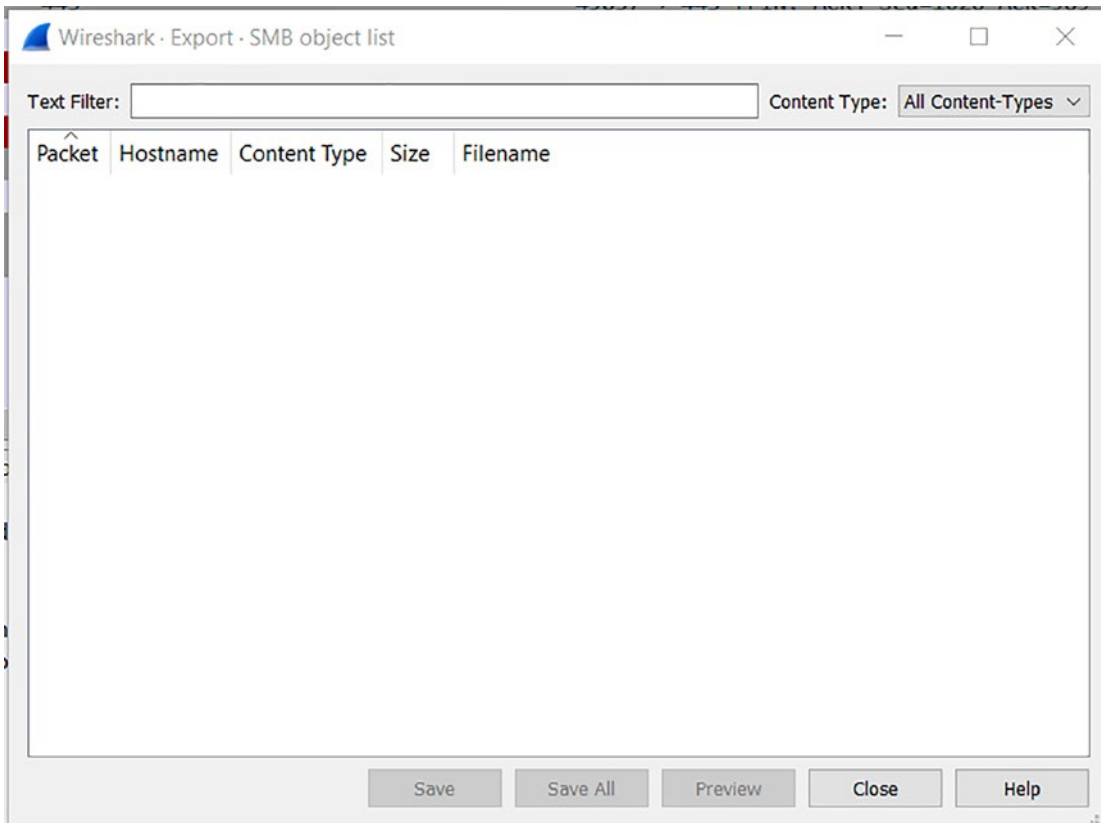 Wireshark · Export · SMB object list
Text Filter:
Content Type: All Content-Types
Packet Hostname Content Type Size Filename
Save Save All Preview Close Help